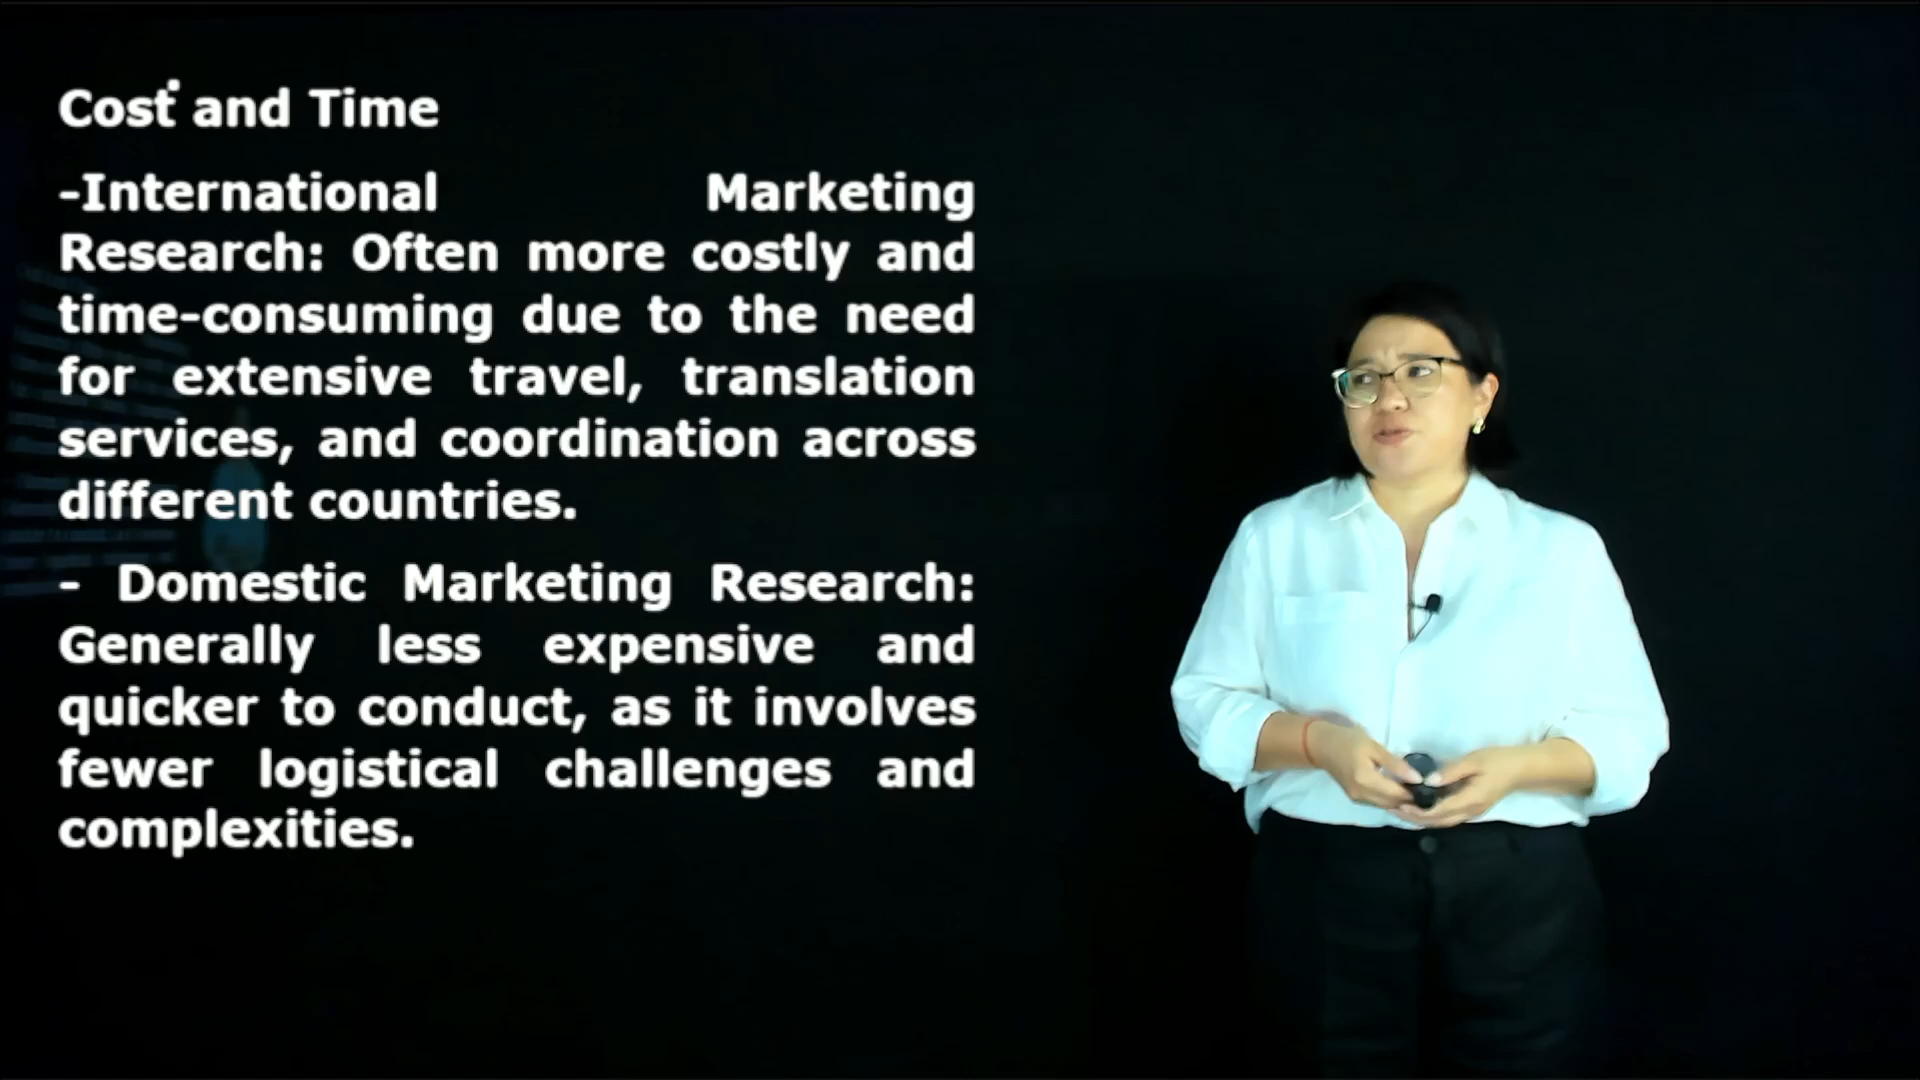 Cost and Time
-International Marketing
Research: Often more costly and
time-consuming due to the need
for extensive travel, translation
services, and coordination across
different countries.
- Domestic Marketing Research:
Generally less expensive and
quicker to conduct, as it involves
fewer logistical challenges and
complexities.